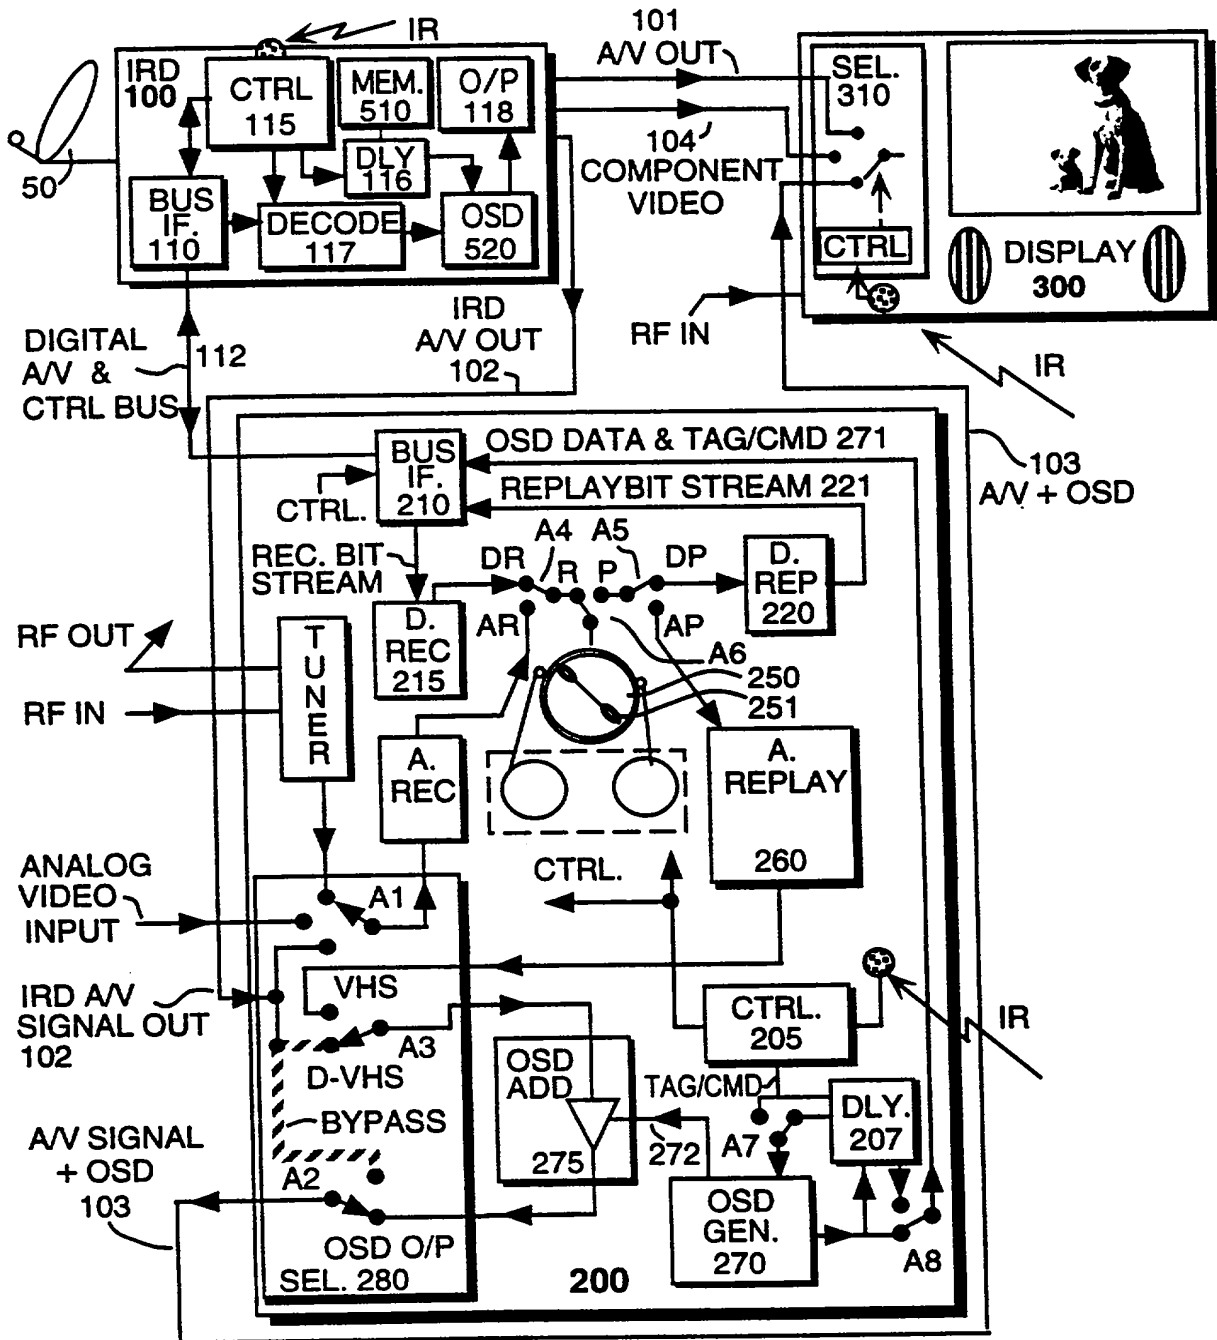 IR
101
A/V OUT
IRD
100
CTRL
115
MEM.
510
O/P
118
SEL.
310
DLY
116
104
COMPONENT
VIDEO
50
BUS
IF.
110
DECODE
117
OSD
520
CTRL
DISPLAY
300
RF IN
IR
IRD
A/V OUT
102
DIGITAL
A/V &
CTRL BUS
112
OSD DATA & TAG/CMD 271
BUS
IF.
210
CTRL.
REPLAYBIT STREAM 221
103
A/V + OSD
REC. BIT
STREAM
DR
A4
R
P
A5
DP
D.
REP
220
D.
REC
215
AR
AP
A6
250
251
RF OUT
RF IN
TUNER
A.
REC
A.
REPLAY
260
CTRL.
ANALOG
VIDEO
INPUT
A1
VHS
IRD A/V
SIGNAL OUT
102
A3
D-VHS
BYPASS
OSD
ADD
275
CTRL.
205
IR
TAG/CMD
DLY.
207
A7
272
A/V SIGNAL
+ OSD
103
A2
OSD O/P
SEL. 280
OSD
GEN.
270
A8
200